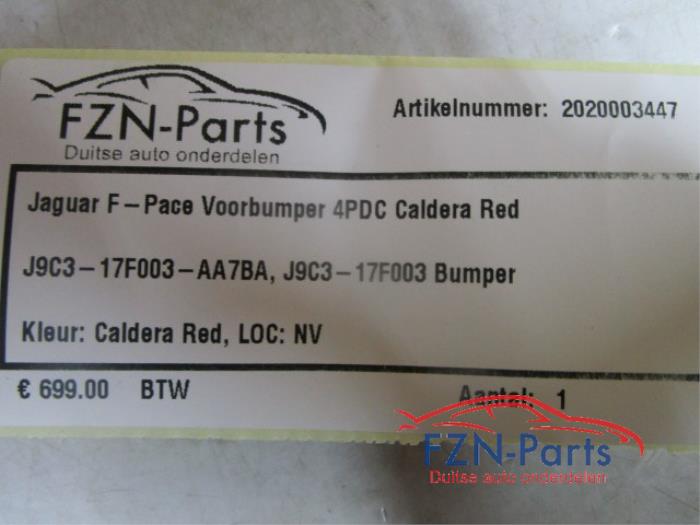 FZN-Parts
Duitse auto onderdelen
Artikelnummer: 2020003447
Jaguar F-Pace Voorbumper 4PDC Caldera Red
J9C3-17F003-AA7BA, J9C3-17F003 Bumper
Kleur: Caldera Red, LOC: NV
€ 699.00 BTW
Aantal: 1
FZN-Parts
Duitse auto onderdelen